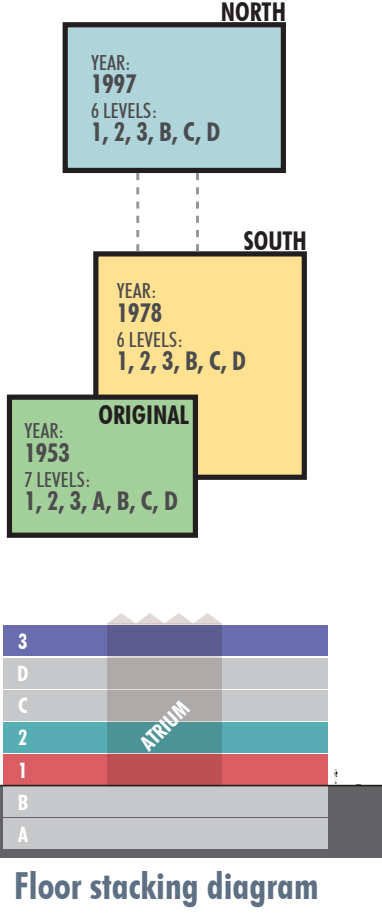 NORTH
YEAR:
1997
6 LEVELS:
1, 2, 3, B, C, D
SOUTH
YEAR:
1978
6 LEVELS:
1, 2, 3, B, C, D
ORIGINAL
YEAR:
1953
7 LEVELS:
1, 2, 3, A, B, C, D
3
D
C
2
1
B
A
ATRIUM
Floor stacking diagram